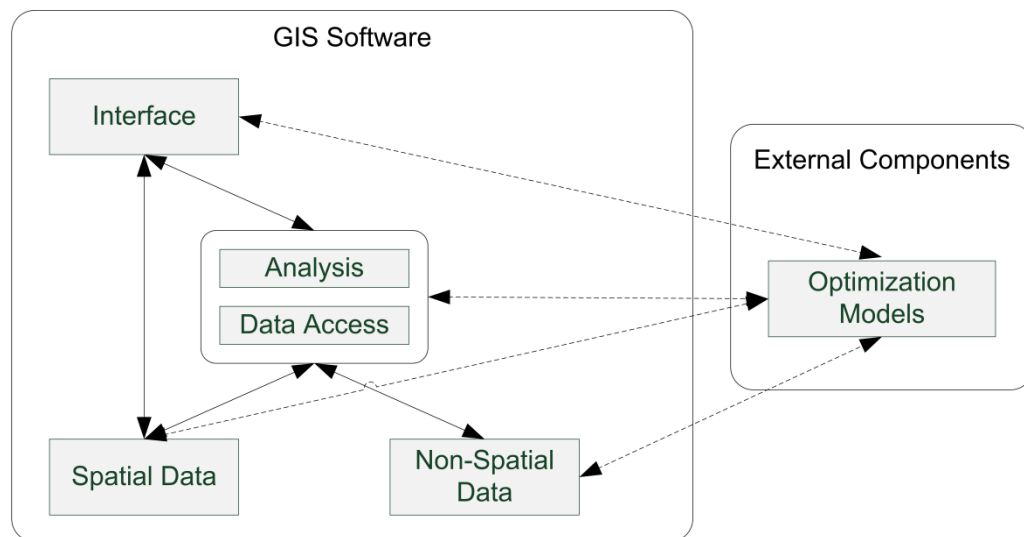 GIS Software
Interface
External Components
Analysis
Data Access
Optimization
Models
Spatial Data
Non-Spatial
Data